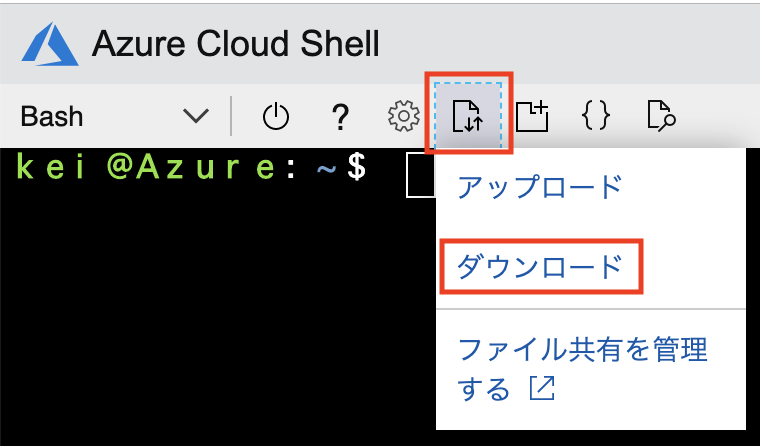 Azure Cloud Shell
Bash
?
{}
kei@Azure:~$
アップロード
ダウンロード
ファイル共有を管理
する